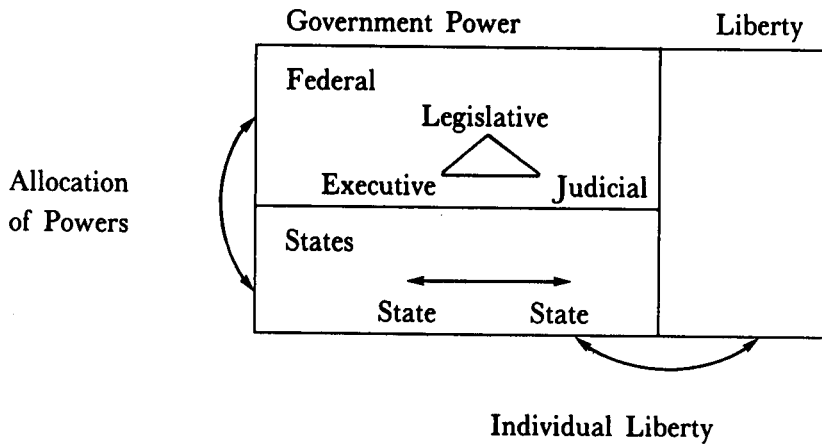 Government Power
Liberty
Federal
Legislative
Executive
Judicial
Allocation
of Powers
States
State
State
Individual Liberty